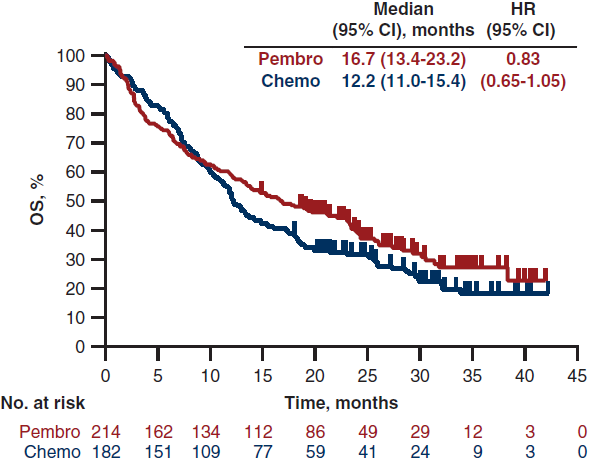 Median HR
(95% CI), months (95% CI)
Pembro 16.7 (13.4-23.2) 0.83
Chemo 12.2 (11.0-15.4) (0.65-1.05)
100
90
80
70
60
50
40
30
20
10
0
OS, %
0 5 10 15 20 25 30 35 40 45
No. at risk Time, months
Pembro 214 162 134 112 86 49 29 12 3 0
Chemo 182 151 109 77 59 41 24 9 3 0